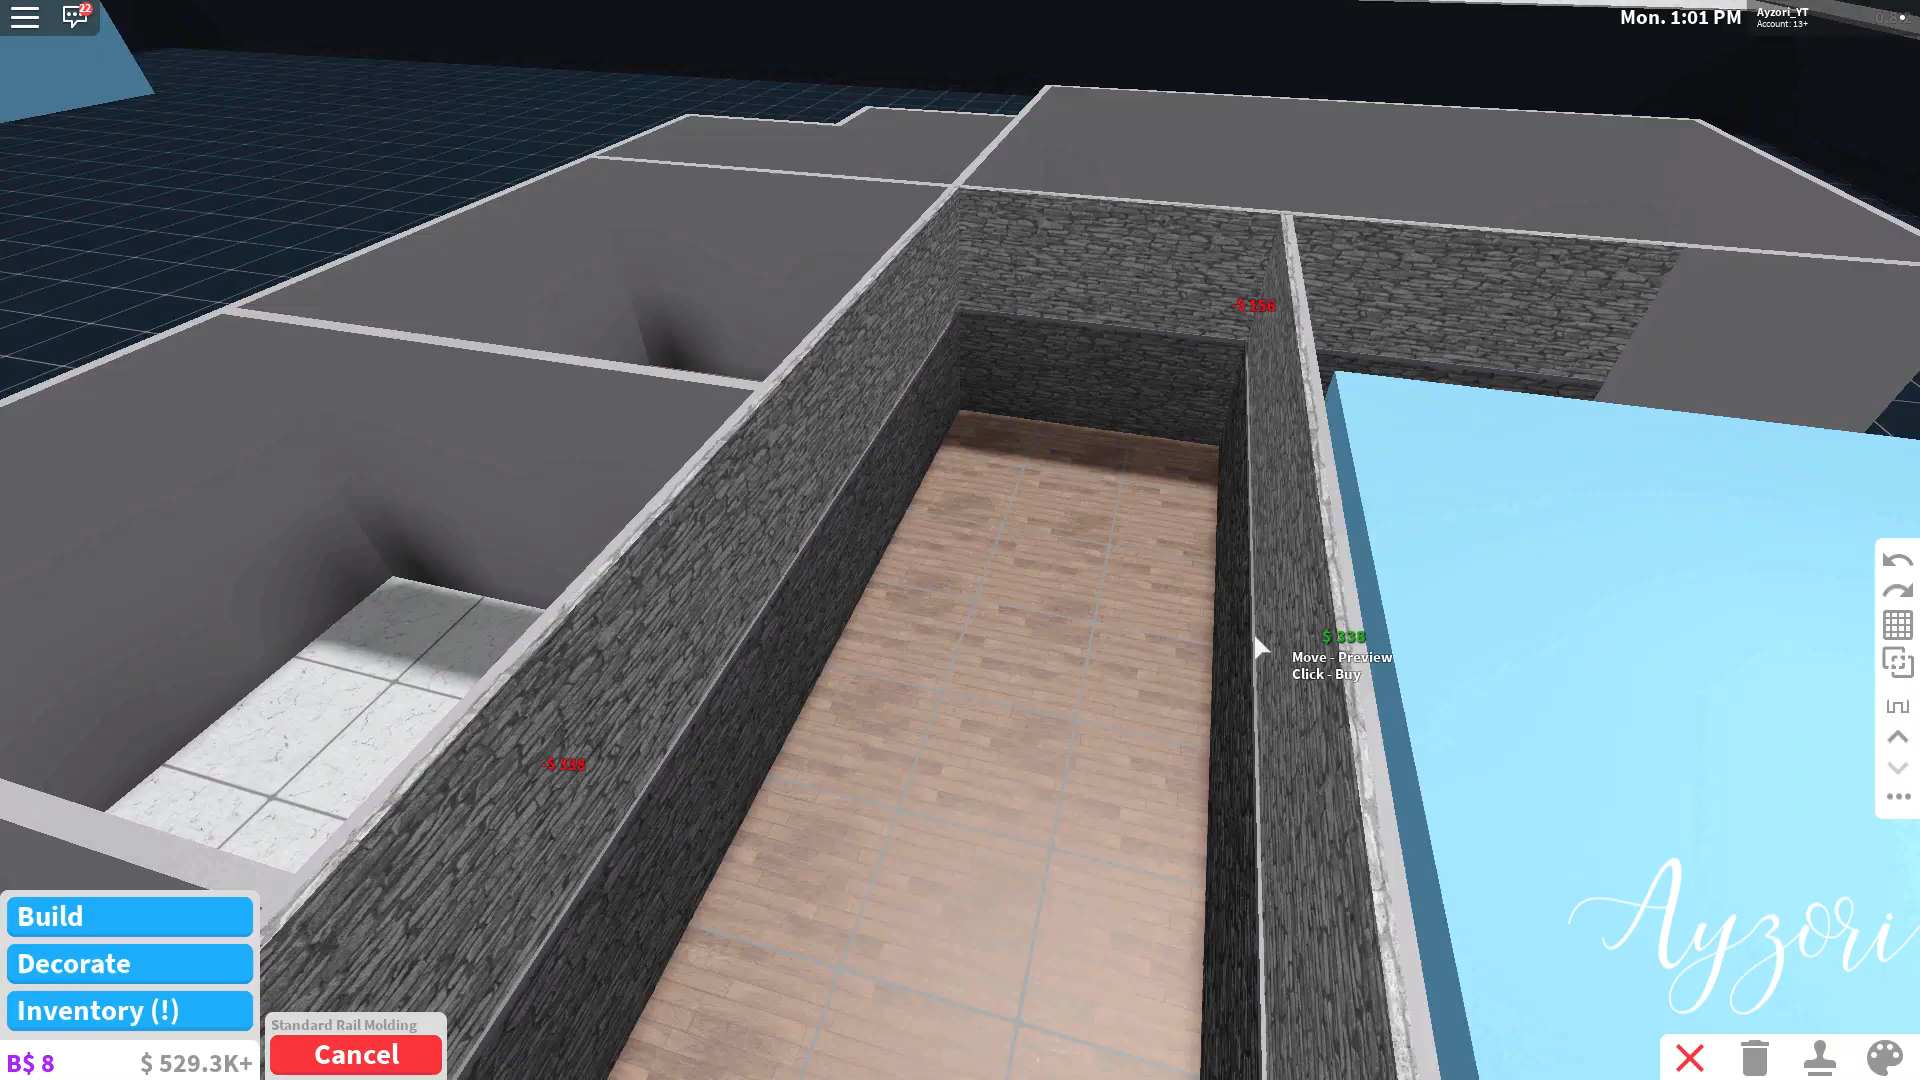 22
Mon. 1:01 PM
Ayzori_YT
Account: 13+
-$ 156
$ 338
Move - Preview
Click - Buy
-$ 338
Ayzori
Build
Decorate
Inventory (!)
Standard Rail Molding
Cancel
B$ 8
$ 529.3K+